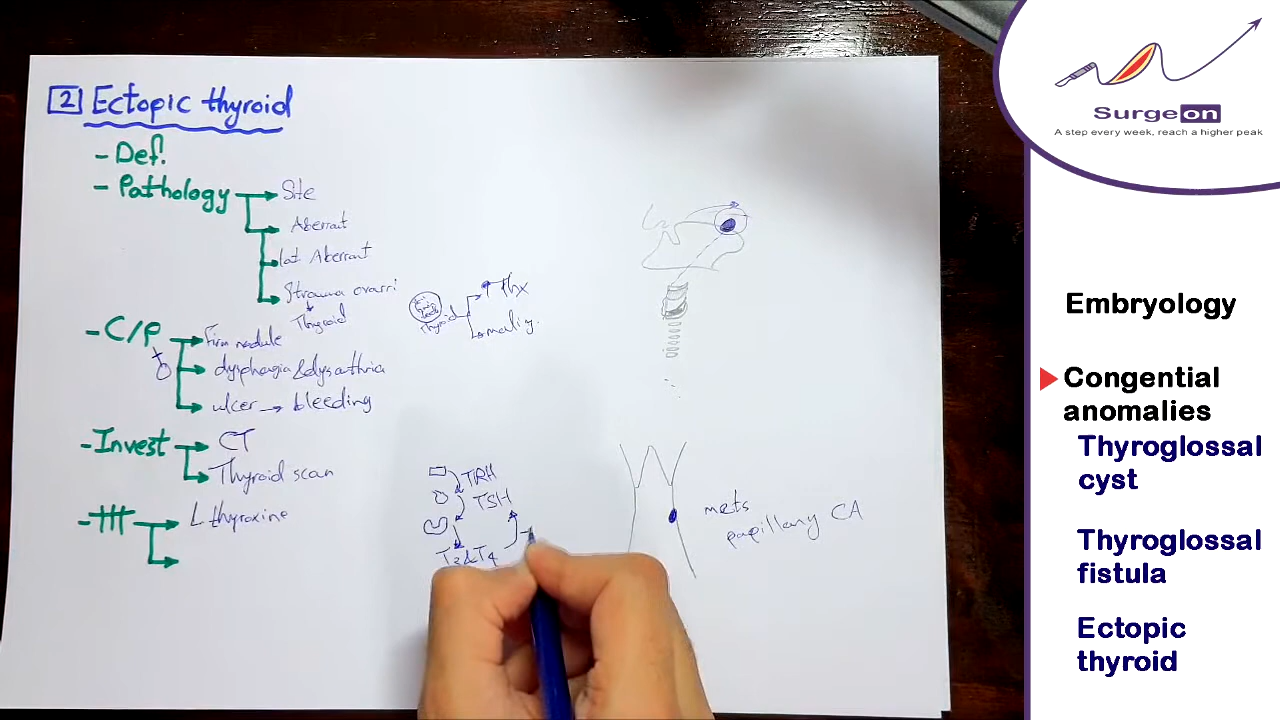 2 Ectopic thyroid
- Def.
- Pathology
Site
Aberrant
lat Aberrant
Struma ovarri
Thyroid
Thyroid
Thx
malig.
- C/P
Firm nodule
dysphagia & dysarthria
ulcer → bleeding
- Invest
CT
Thyroid scan
- ttt
L thyroxine
TRH
TSH
T3 & T4
mets
papillary CA
Surgeon
A step every week, reach a higher peak
Embryology
Congential
anomalies
Thyroglossal
cyst
Thyroglossal
fistula
Ectopic
thyroid